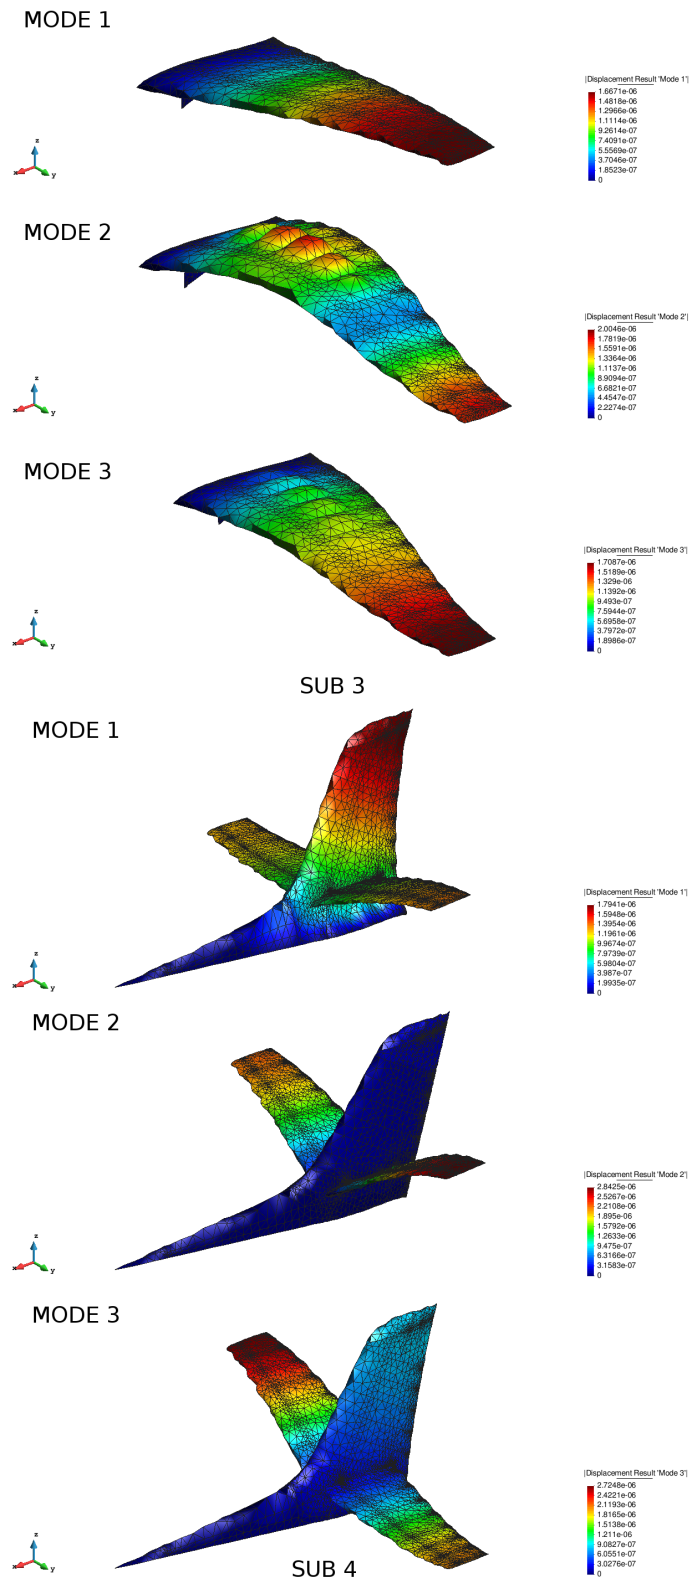 MODE 1
|Displacement Result 'Mode 1'|
1.6671e-06
1.4818e-06
1.2966e-06
1.1114e-06
9.2614e-07
7.4091e-07
5.5569e-07
3.7046e-07
1.8523e-07
0
z
x
y
MODE 2
|Displacement Result 'Mode 2'|
2.0046e-06
1.7819e-06
1.5591e-06
1.3364e-06
1.1137e-06
8.9094e-07
6.6821e-07
4.4547e-07
2.2274e-07
0
z
x
y
MODE 3
|Displacement Result 'Mode 3'|
1.7087e-06
1.5189e-06
1.329e-06
1.1392e-06
9.493e-07
7.5944e-07
5.6958e-07
3.7972e-07
1.8986e-07
0
z
x
y
SUB 3
MODE 1
|Displacement Result 'Mode 1'|
1.7941e-06
1.5948e-06
1.3954e-06
1.1961e-06
9.9674e-07
7.9739e-07
5.9804e-07
3.987e-07
1.9935e-07
0
z
x
y
MODE 2
|Displacement Result 'Mode 2'|
2.8425e-06
2.5267e-06
2.2108e-06
1.895e-06
1.5792e-06
1.2633e-06
9.475e-07
6.3166e-07
3.1583e-07
0
z
x
y
MODE 3
|Displacement Result 'Mode 3'|
2.7248e-06
2.4221e-06
2.1193e-06
1.8165e-06
1.5138e-06
1.211e-06
9.0827e-07
6.0551e-07
3.0276e-07
0
z
x
y
SUB 4